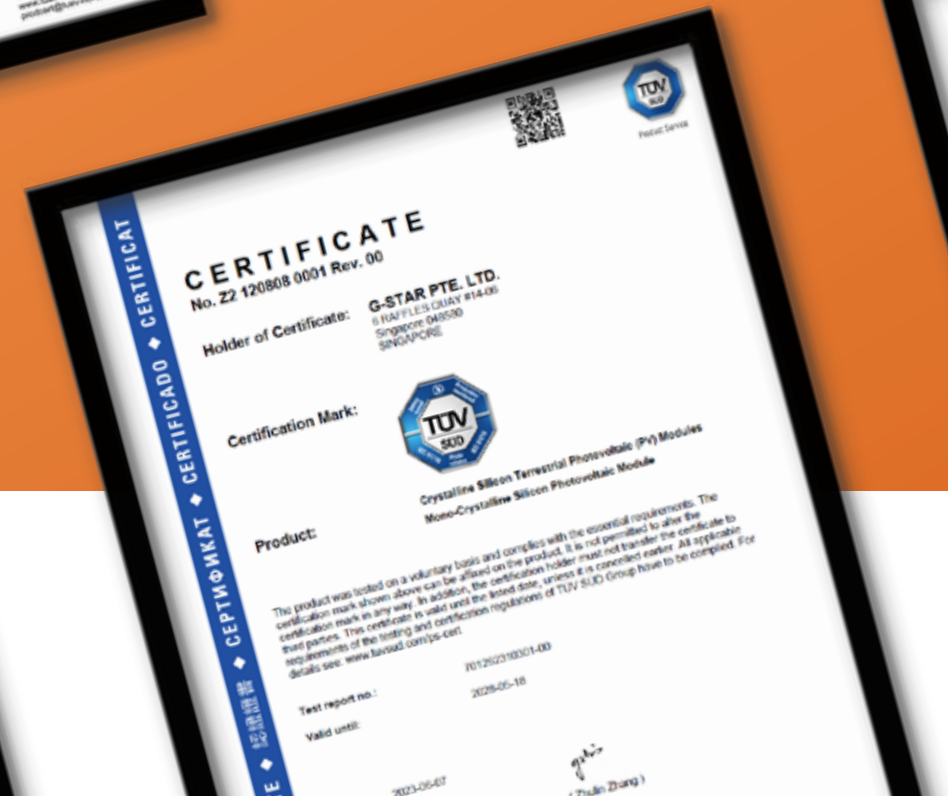 TÜV
SÜD
Product Service
CERTIFICATE
No. Z2 120808 0001 Rev. 00
Holder of Certificate:
G-STAR PTE. LTD.
6 RAFFLES QUAY #14-06
Singapore 048580
SINGAPORE
Certification Mark:
TÜV
SÜD
Product:
Crystalline Silicon Terrestrial Photovoltaic (PV) Modules
Mono-Crystalline Silicon Photovoltaic Module
The product was tested on a voluntary basis and complies with the essential requirements. The
certification mark shown above can be affixed on the product. It is not permitted to alter the
certification mark in any way. In addition, the certification holder must not transfer the certificate to
third parties. This certificate is valid until the listed date, unless it is cancelled earlier. All applicable
requirements of the testing and certification regulations of TÜV SÜD Group have to be complied. For
details see: www.tuvsud.com/ps-cert
Test report no.:
701262310301-00
Valid until:
2028-05-18
2023-06-07
( Zhulin Zhang )
認證證書 ◆ СЕРТИФИКАТ ◆ CERTIFICADO ◆ CERTIFICAT